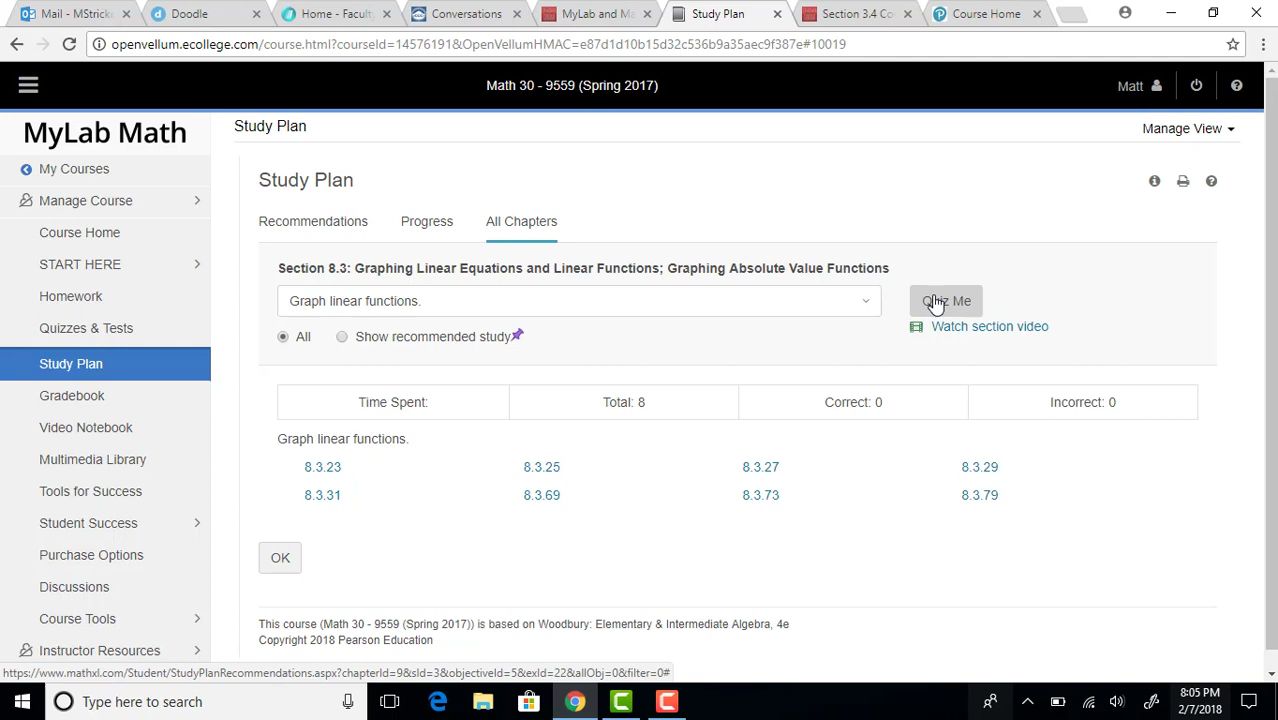 Mail - MStricke
Doodle
Home - Faculty
Conversations
MyLab and Ma
Study Plan
Section 3.4 Co
Course Home
openvellum.ecollege.com/course.html?courseId=14576191&OpenVellumHMAC=e87d1d10b15d32c536b9a35aec9f387e#10019
Math 30 - 9559 (Spring 2017)
Matt
MyLab Math
My Courses
Manage Course
Course Home
START HERE
Homework
Quizzes & Tests
Study Plan
Gradebook
Video Notebook
Multimedia Library
Tools for Success
Student Success
Purchase Options
Discussions
Course Tools
Instructor Resources
Study Plan
Manage View
Study Plan
Recommendations
Progress
All Chapters
Section 8.3: Graphing Linear Equations and Linear Functions; Graphing Absolute Value Functions
Graph linear functions.
Quiz Me
All
Show recommended study
Watch section video
Time Spent:
Total: 8
Correct: 0
Incorrect: 0
Graph linear functions.
8.3.23
8.3.25
8.3.27
8.3.29
8.3.31
8.3.69
8.3.73
8.3.79
OK
This course (Math 30 - 9559 (Spring 2017)) is based on Woodbury: Elementary & Intermediate Algebra, 4e
Copyright 2018 Pearson Education
https://www.mathxl.com/Student/StudyPlanRecommendations.aspx?chapterId=9&sId=3&objectiveId=5&exId=22&allObj=0&filter=0#
Type here to search
8:05 PM
2/7/2018